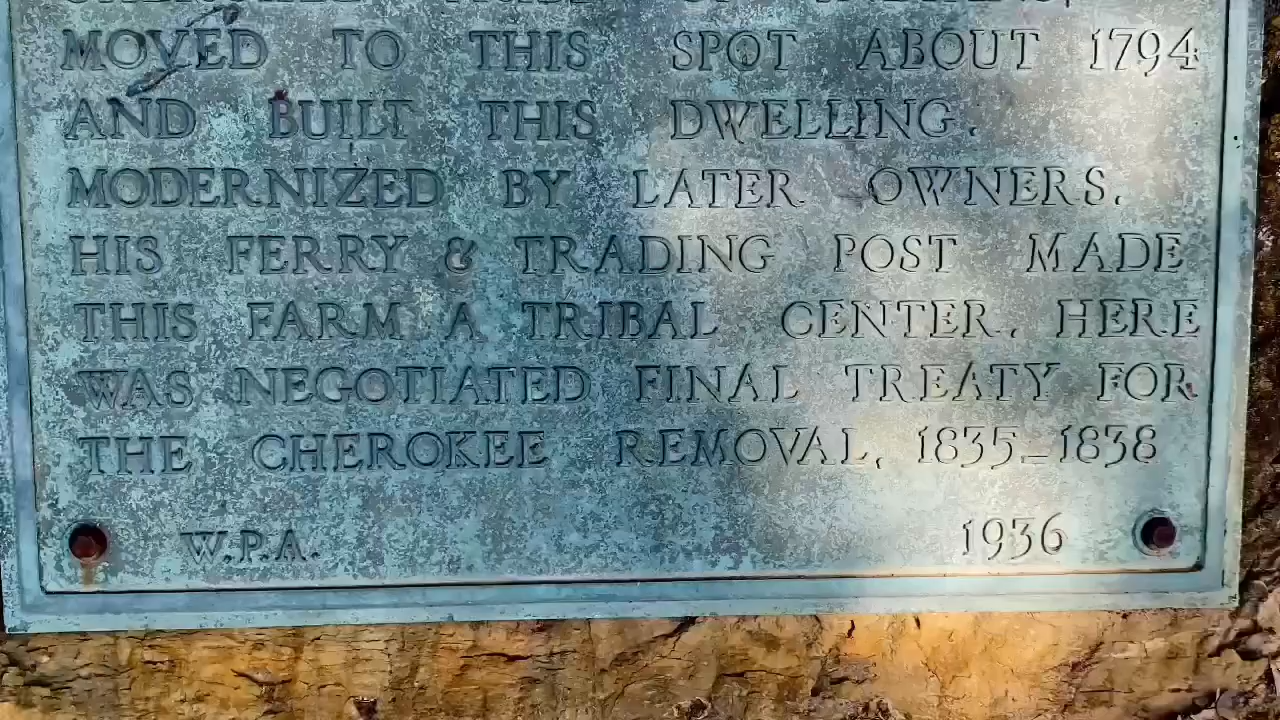 MOVED TO THIS SPOT ABOUT 1794
AND BUILT THIS DWELLING.
MODERNIZED BY LATER OWNERS.
HIS FERRY & TRADING POST MADE
THIS FARM A TRIBAL CENTER. HERE
WAS NEGOTIATED FINAL TREATY FOR
THE CHEROKEE REMOVAL, 1835-1838
W.P.A. 1936